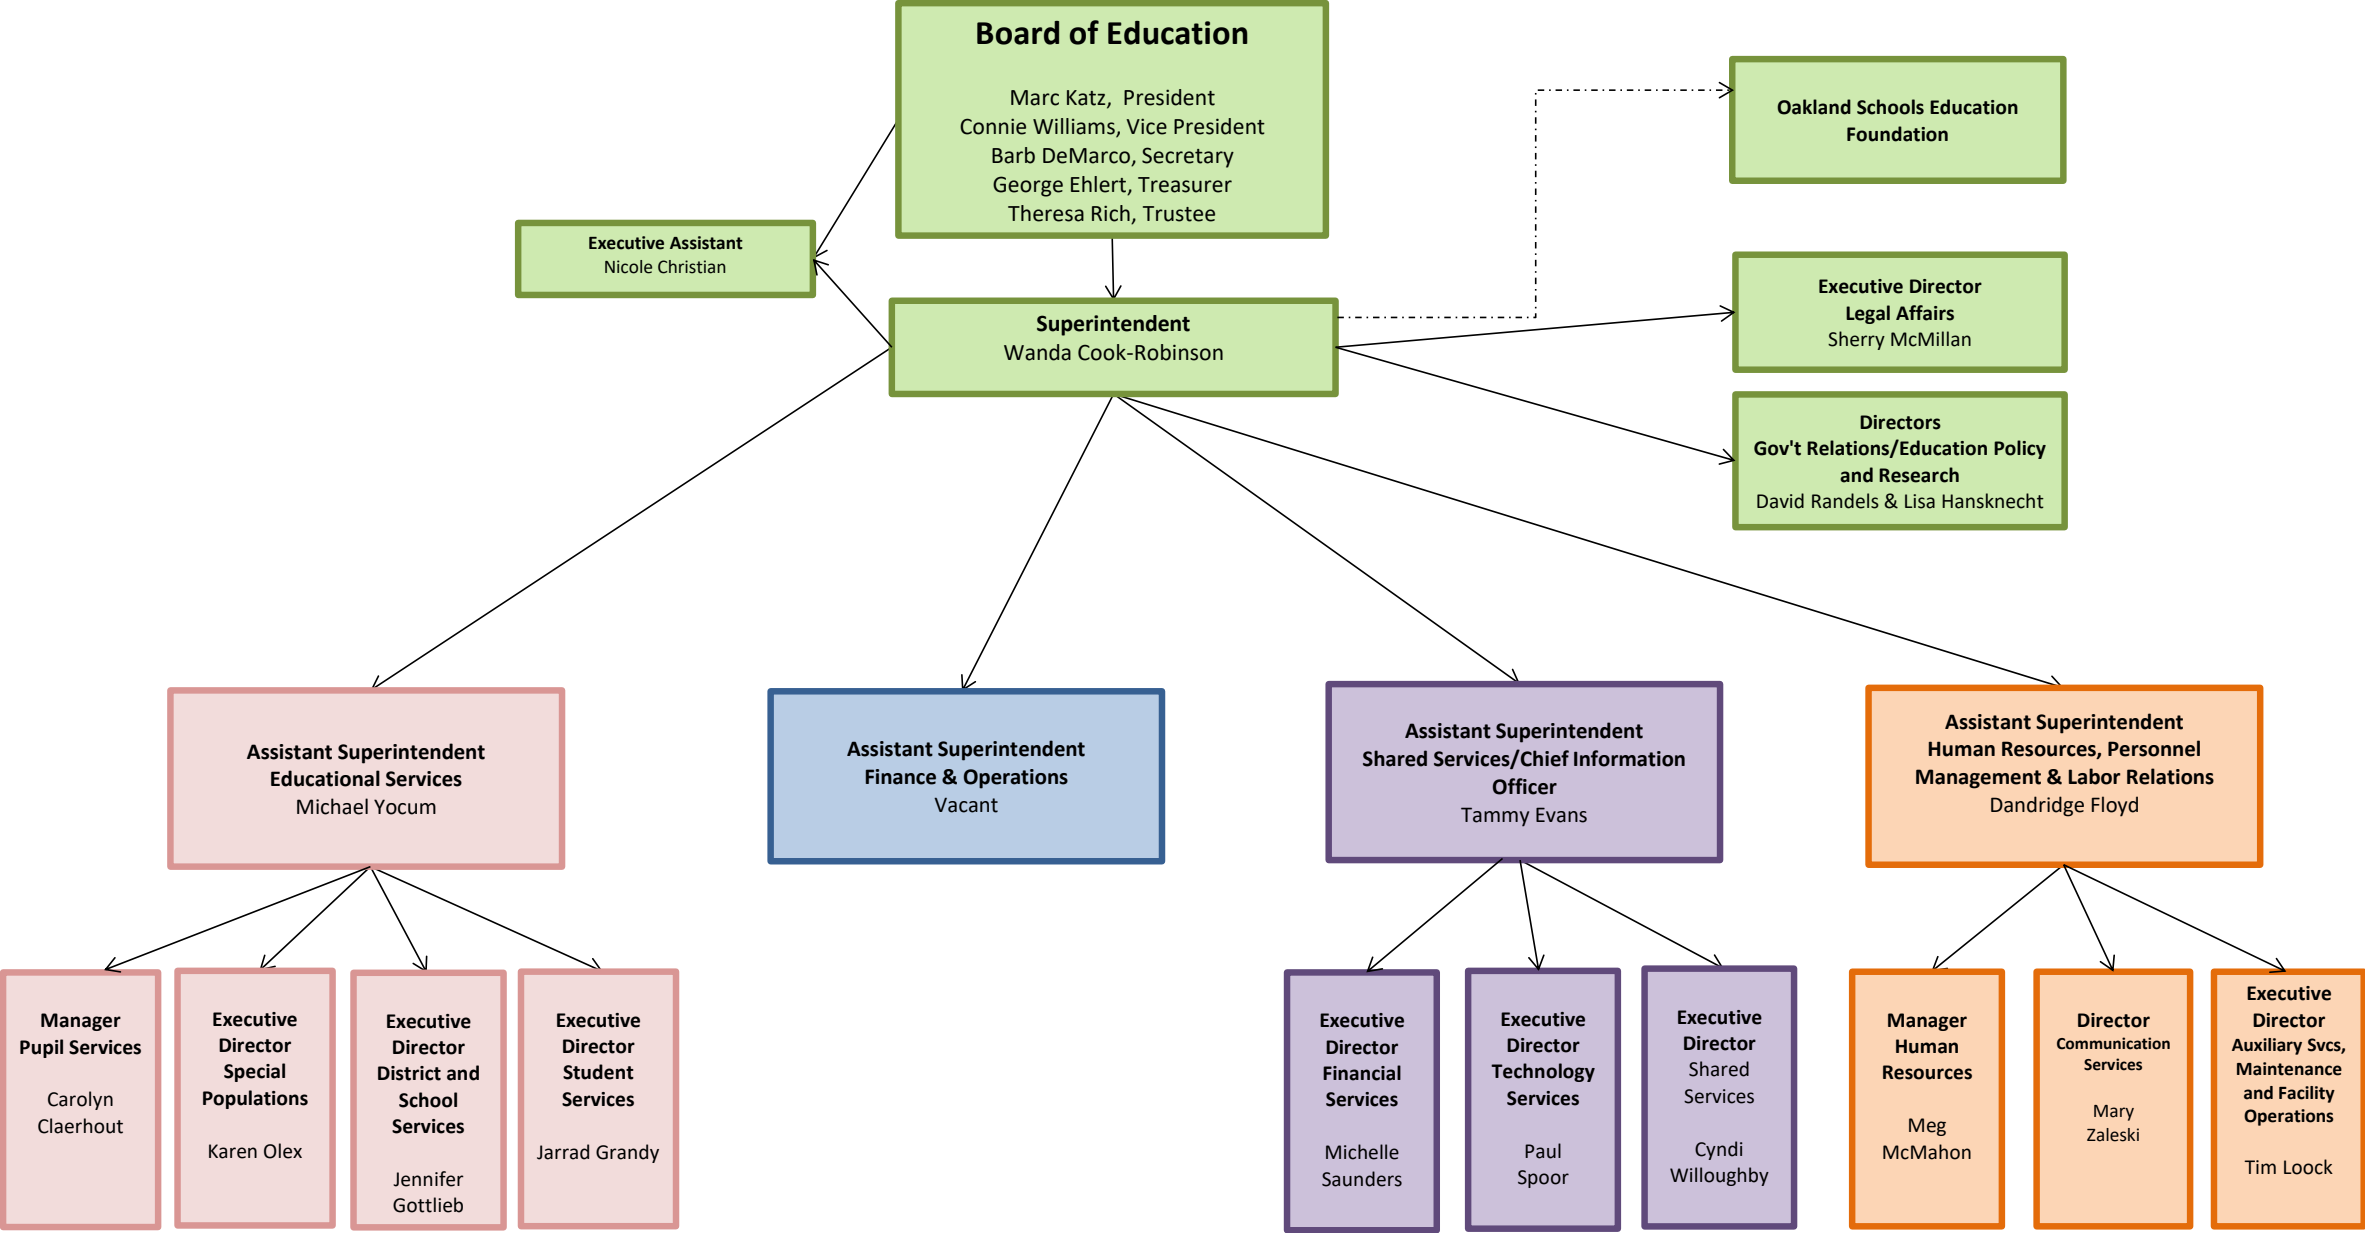 Board of Education
Marc Katz,  President
Connie Williams, Vice President
Barb DeMarco, Secretary
George Ehlert, Treasurer
Theresa Rich, Trustee
Oakland Schools Education
Foundation
Executive Assistant
Nicole Christian
Superintendent
Wanda Cook-Robinson
Executive Director
Legal Affairs
Sherry McMillan
Directors
Gov't Relations/Education Policy
and Research
David Randels & Lisa Hansknecht
Assistant Superintendent
Educational Services
Michael Yocum
Assistant Superintendent
Finance & Operations
Vacant
Assistant Superintendent
Shared Services/Chief Information
Officer
Tammy Evans
Assistant Superintendent
Human Resources, Personnel
Management & Labor Relations
Dandridge Floyd
Manager
Pupil Services
Carolyn
Claerhout
Executive
Director
Special
Populations
Karen Olex
Executive
Director
District and
School
Services
Jennifer
Gottlieb
Executive
Director
Student
Services
Jarrad Grandy
Executive
Director
Financial
Services
Michelle
Saunders
Executive
Director
Technology
Services
Paul
Spoor
Executive
Director
Shared
Services
Cyndi
Willoughby
Manager
Human
Resources
Meg
McMahon
Director
Communication
Services
Mary
Zaleski
Executive
Director
Auxiliary Svcs,
Maintenance
and Facility
Operations
Tim Loock